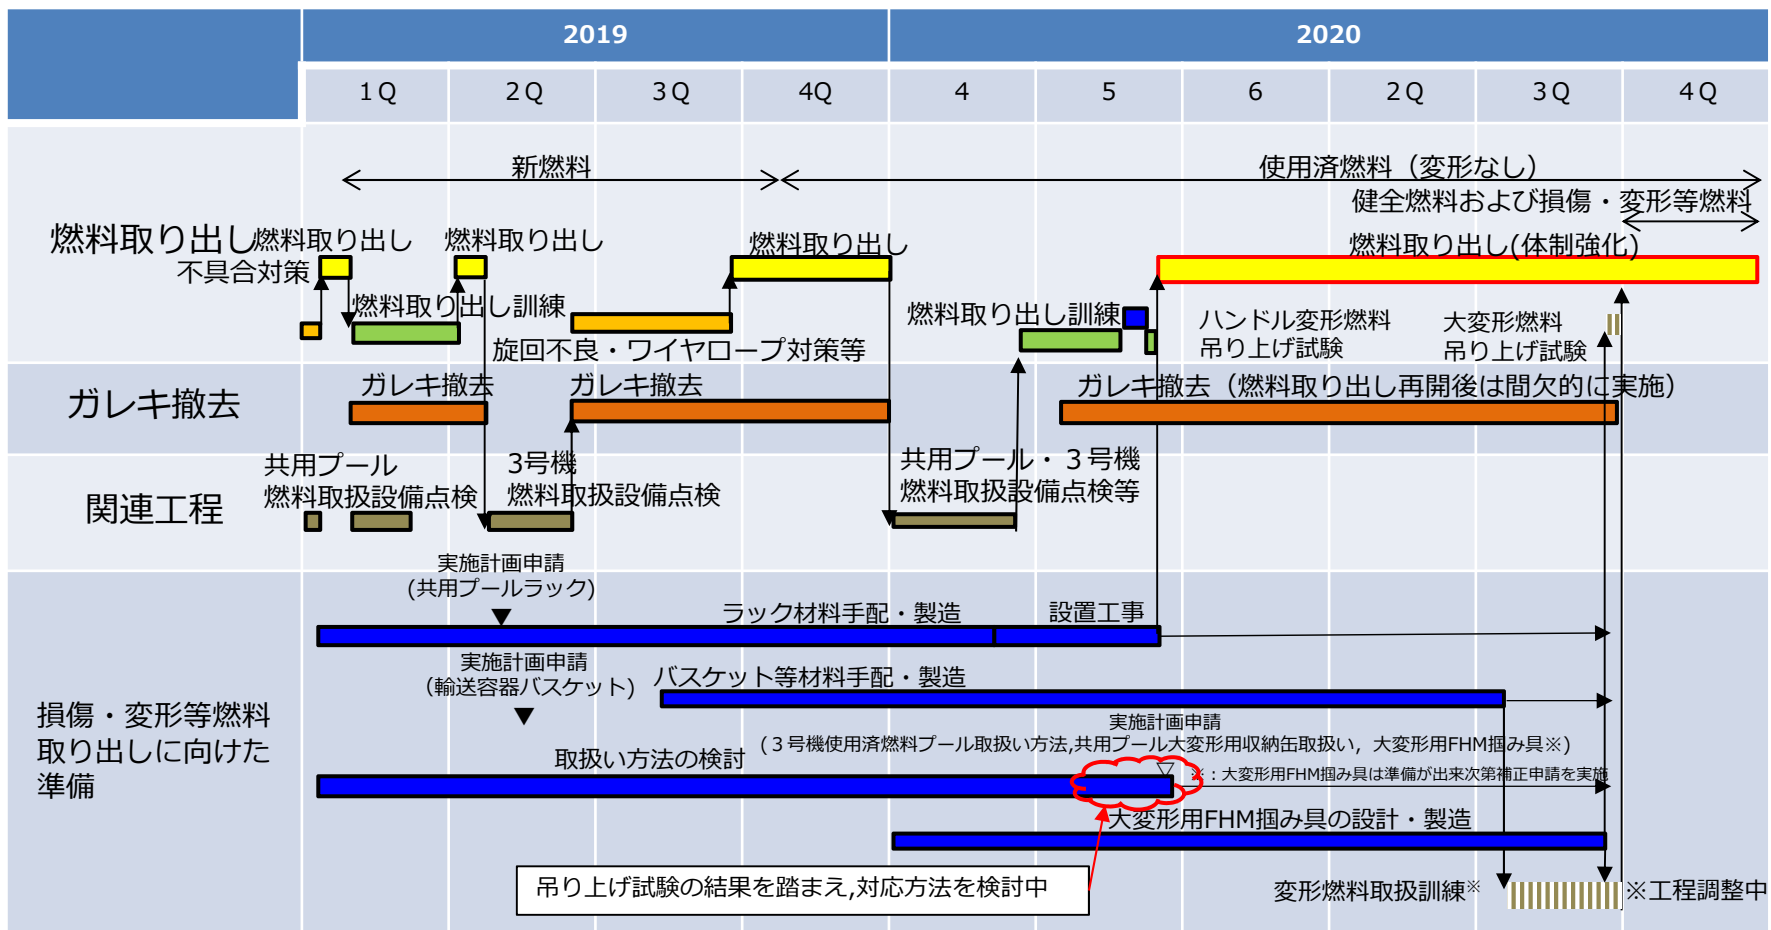 2019
2020
１Ｑ
２Ｑ
３Ｑ
4Q
4
5
6
２Ｑ
３Ｑ
４Ｑ
新燃料
使用済燃料（変形なし）
健全燃料および損傷・変形等燃料
燃料取り出し
燃料取り出し
燃料取り出し
燃料取り出し
燃料取り出し(体制強化)
不具合対策
燃料取り出し訓練
燃料取り出し訓練
ハンドル変形燃料
吊り上げ試験
大変形燃料
吊り上げ試験
旋回不良・ワイヤロープ対策等
ガレキ撤去
ガレキ撤去
ガレキ撤去
ガレキ撤去（燃料取り出し再開後は間欠的に実施）
関連工程
共用プール
燃料取扱設備点検
3号機
燃料取扱設備点検
共用プール・３号機
燃料取扱設備点検等
損傷・変形等燃料
取り出しに向けた
準備
実施計画申請
(共用プールラック)
ラック材料手配・製造
設置工事
実施計画申請
（輸送容器バスケット）
バスケット等材料手配・製造
実施計画申請
（３号機使用済燃料プール取扱い方法,共用プール大変形用収納缶取扱い，大変形用FHM掴み具※）
取扱い方法の検討
※：大変形用FHM掴み具は準備が出来次第補正申請を実施
大変形用FHM掴み具の設計・製造
吊り上げ試験の結果を踏まえ,対応方法を検討中
変形燃料取扱訓練※
※工程調整中